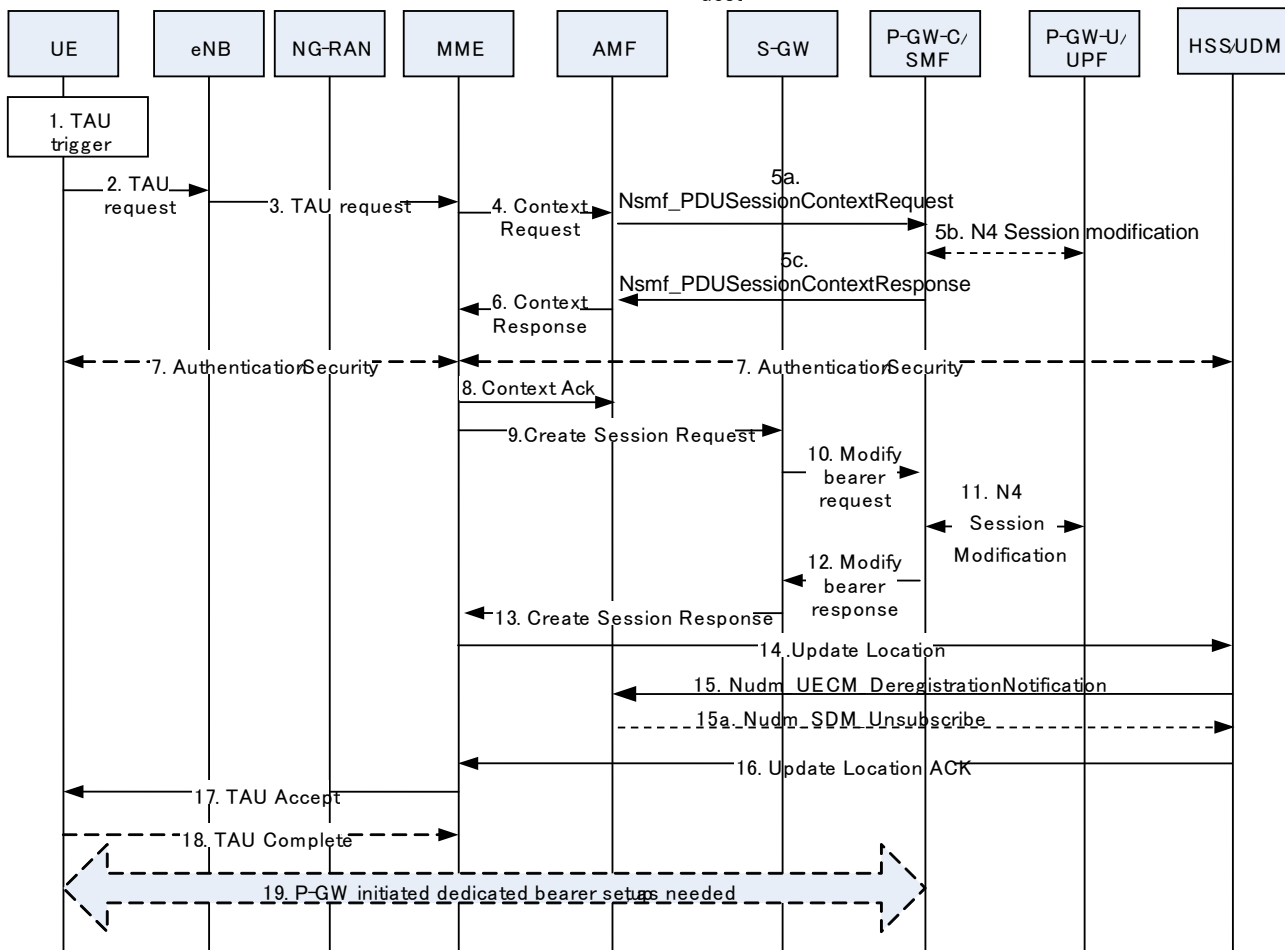 UE
eNB
NG-RAN
MME
AMF
S-GW
P-GW-C/
SMF
P-GW-U/
UPF
HSS/UDM
1. TAU
trigger
2. TAU
request
3. TAU request
4. Context
Request
5a.
Nsmf_PDUSessionContextRequest
5b. N4 Session modification
5c.
Nsmf_PDUSessionContextResponse
6. Context
Response
7. Authentication/Security
7. Authentication/Security
8. Context Ack
9.Create Session Request
10. Modify
bearer
request
11. N4
Session
Modification
12. Modify
bearer
response
13. Create Session Response
14.Update Location
15. Nudm_UECM_DeregistrationNotification
15a. Nudm_SDM_Unsubscribe
16. Update Location ACK
17. TAU Accept
18. TAU Complete
19. P-GW initiated dedicated bearer setup as needed